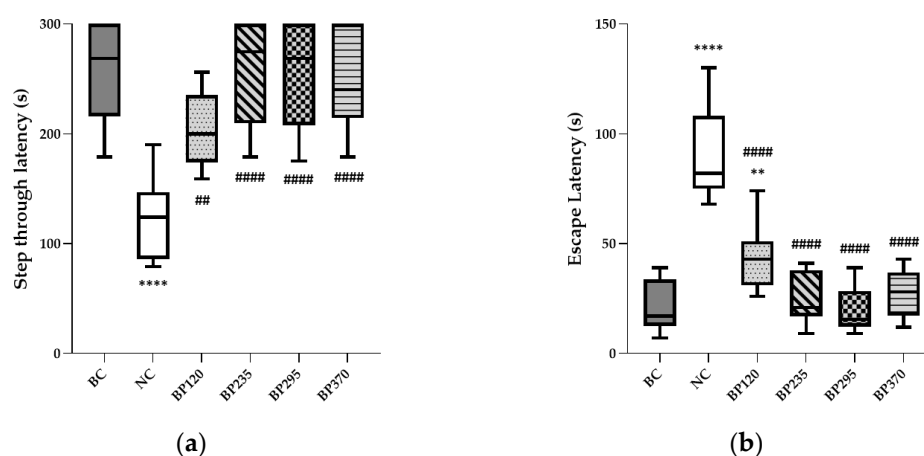 300
200
100
0
Step through latency (s)
****
##
####
####
####
BC
NC
BP120
BP235
BP295
BP370
(a)
150
100
50
0
Escape Latency (s)
****
####
**
####
####
####
BC
NC
BP120
BP235
BP295
BP370
(b)